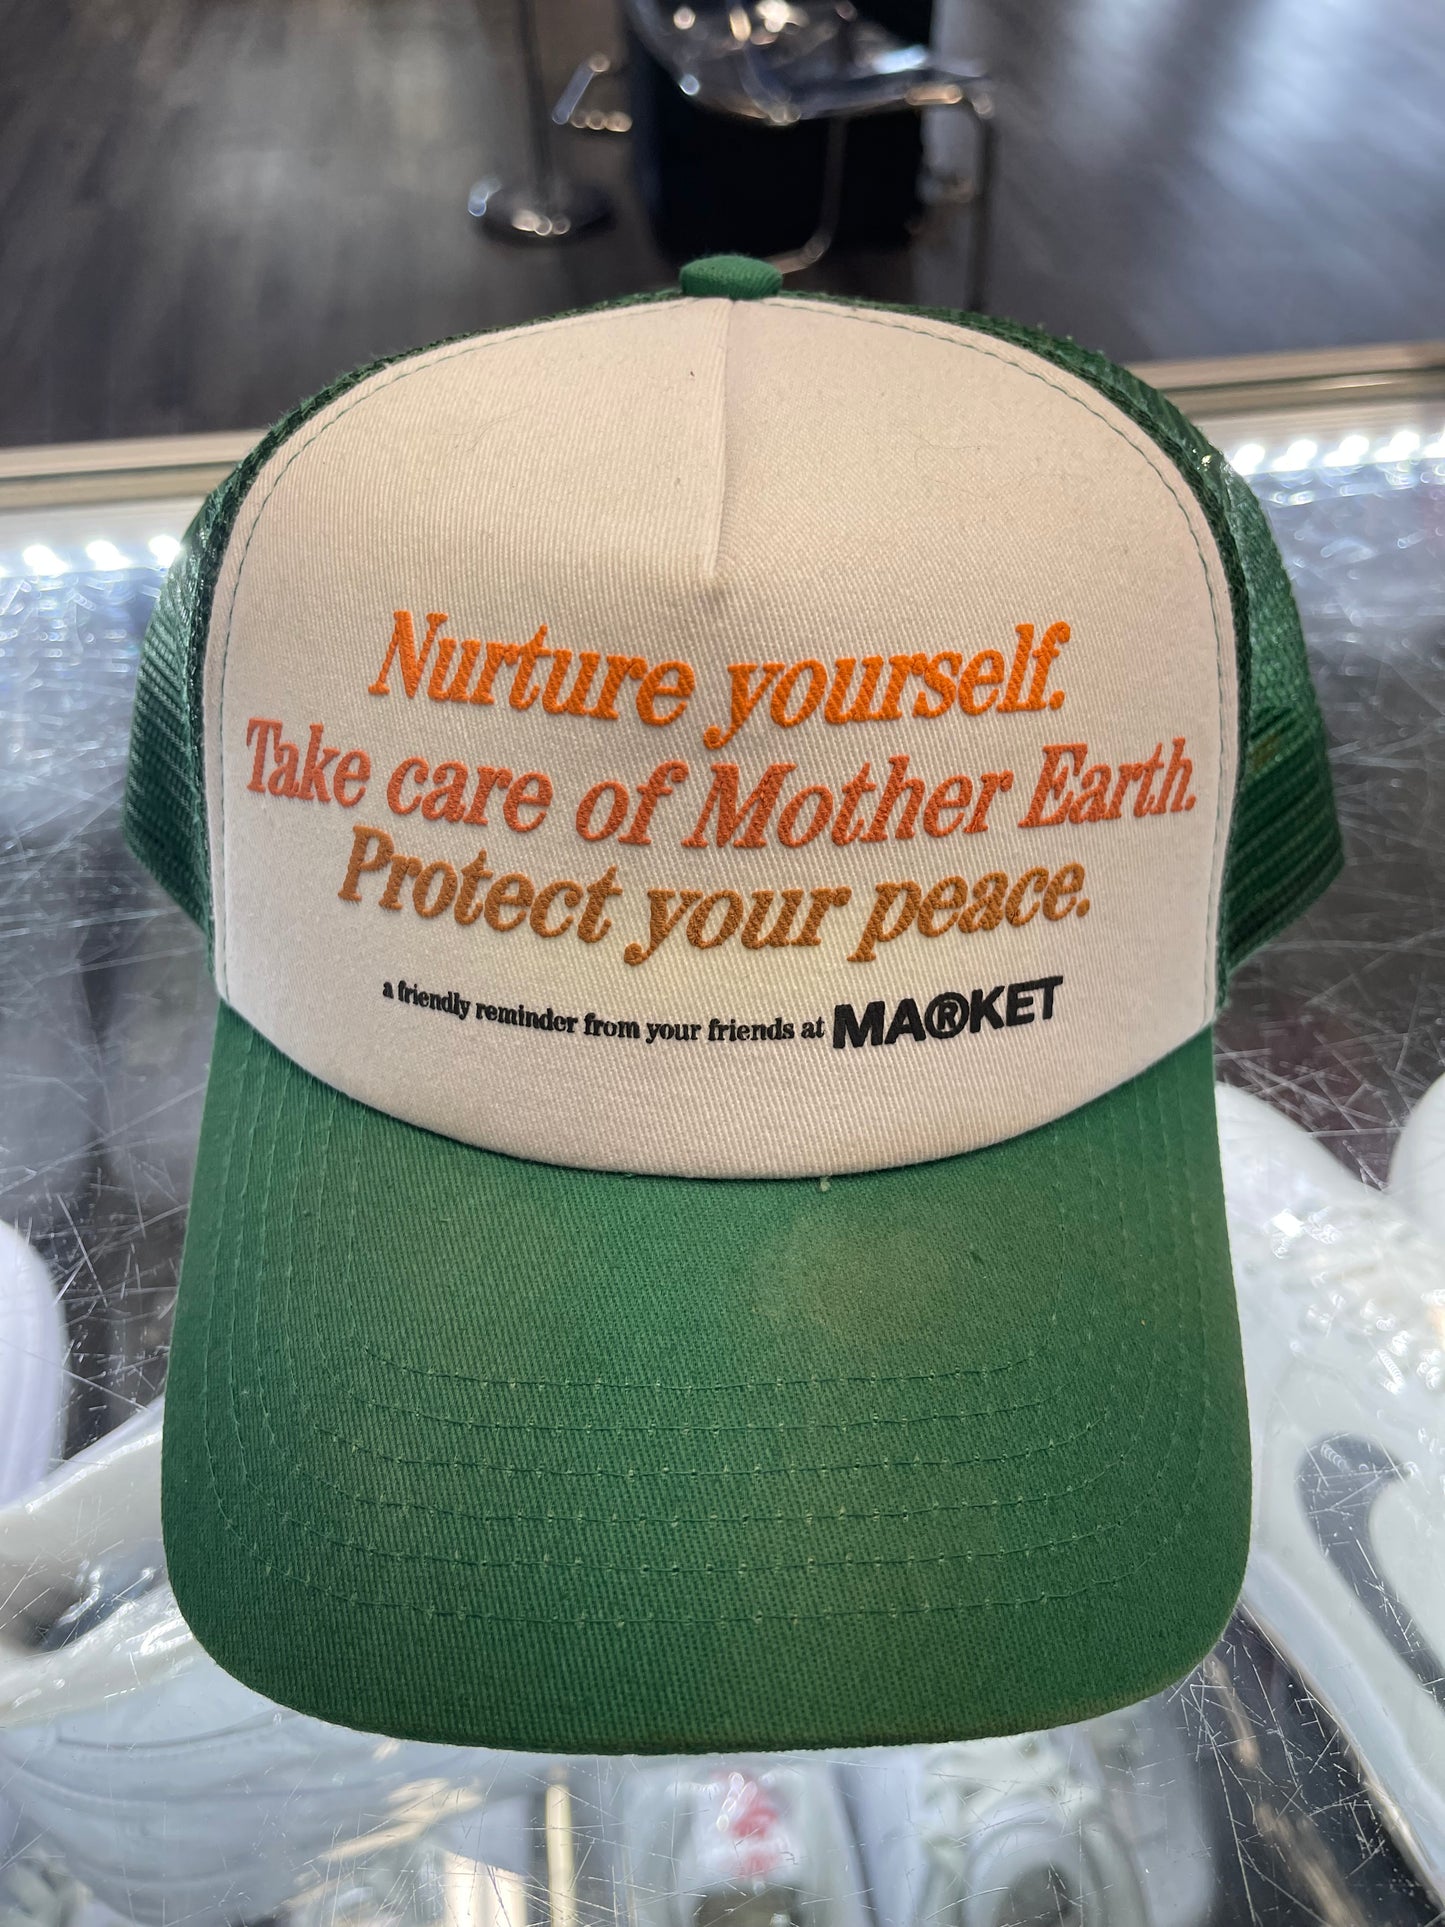 Nurture yourself.
Take care of Mother Earth.
Protect your peace.
a friendly reminder from your friends at MA®KET